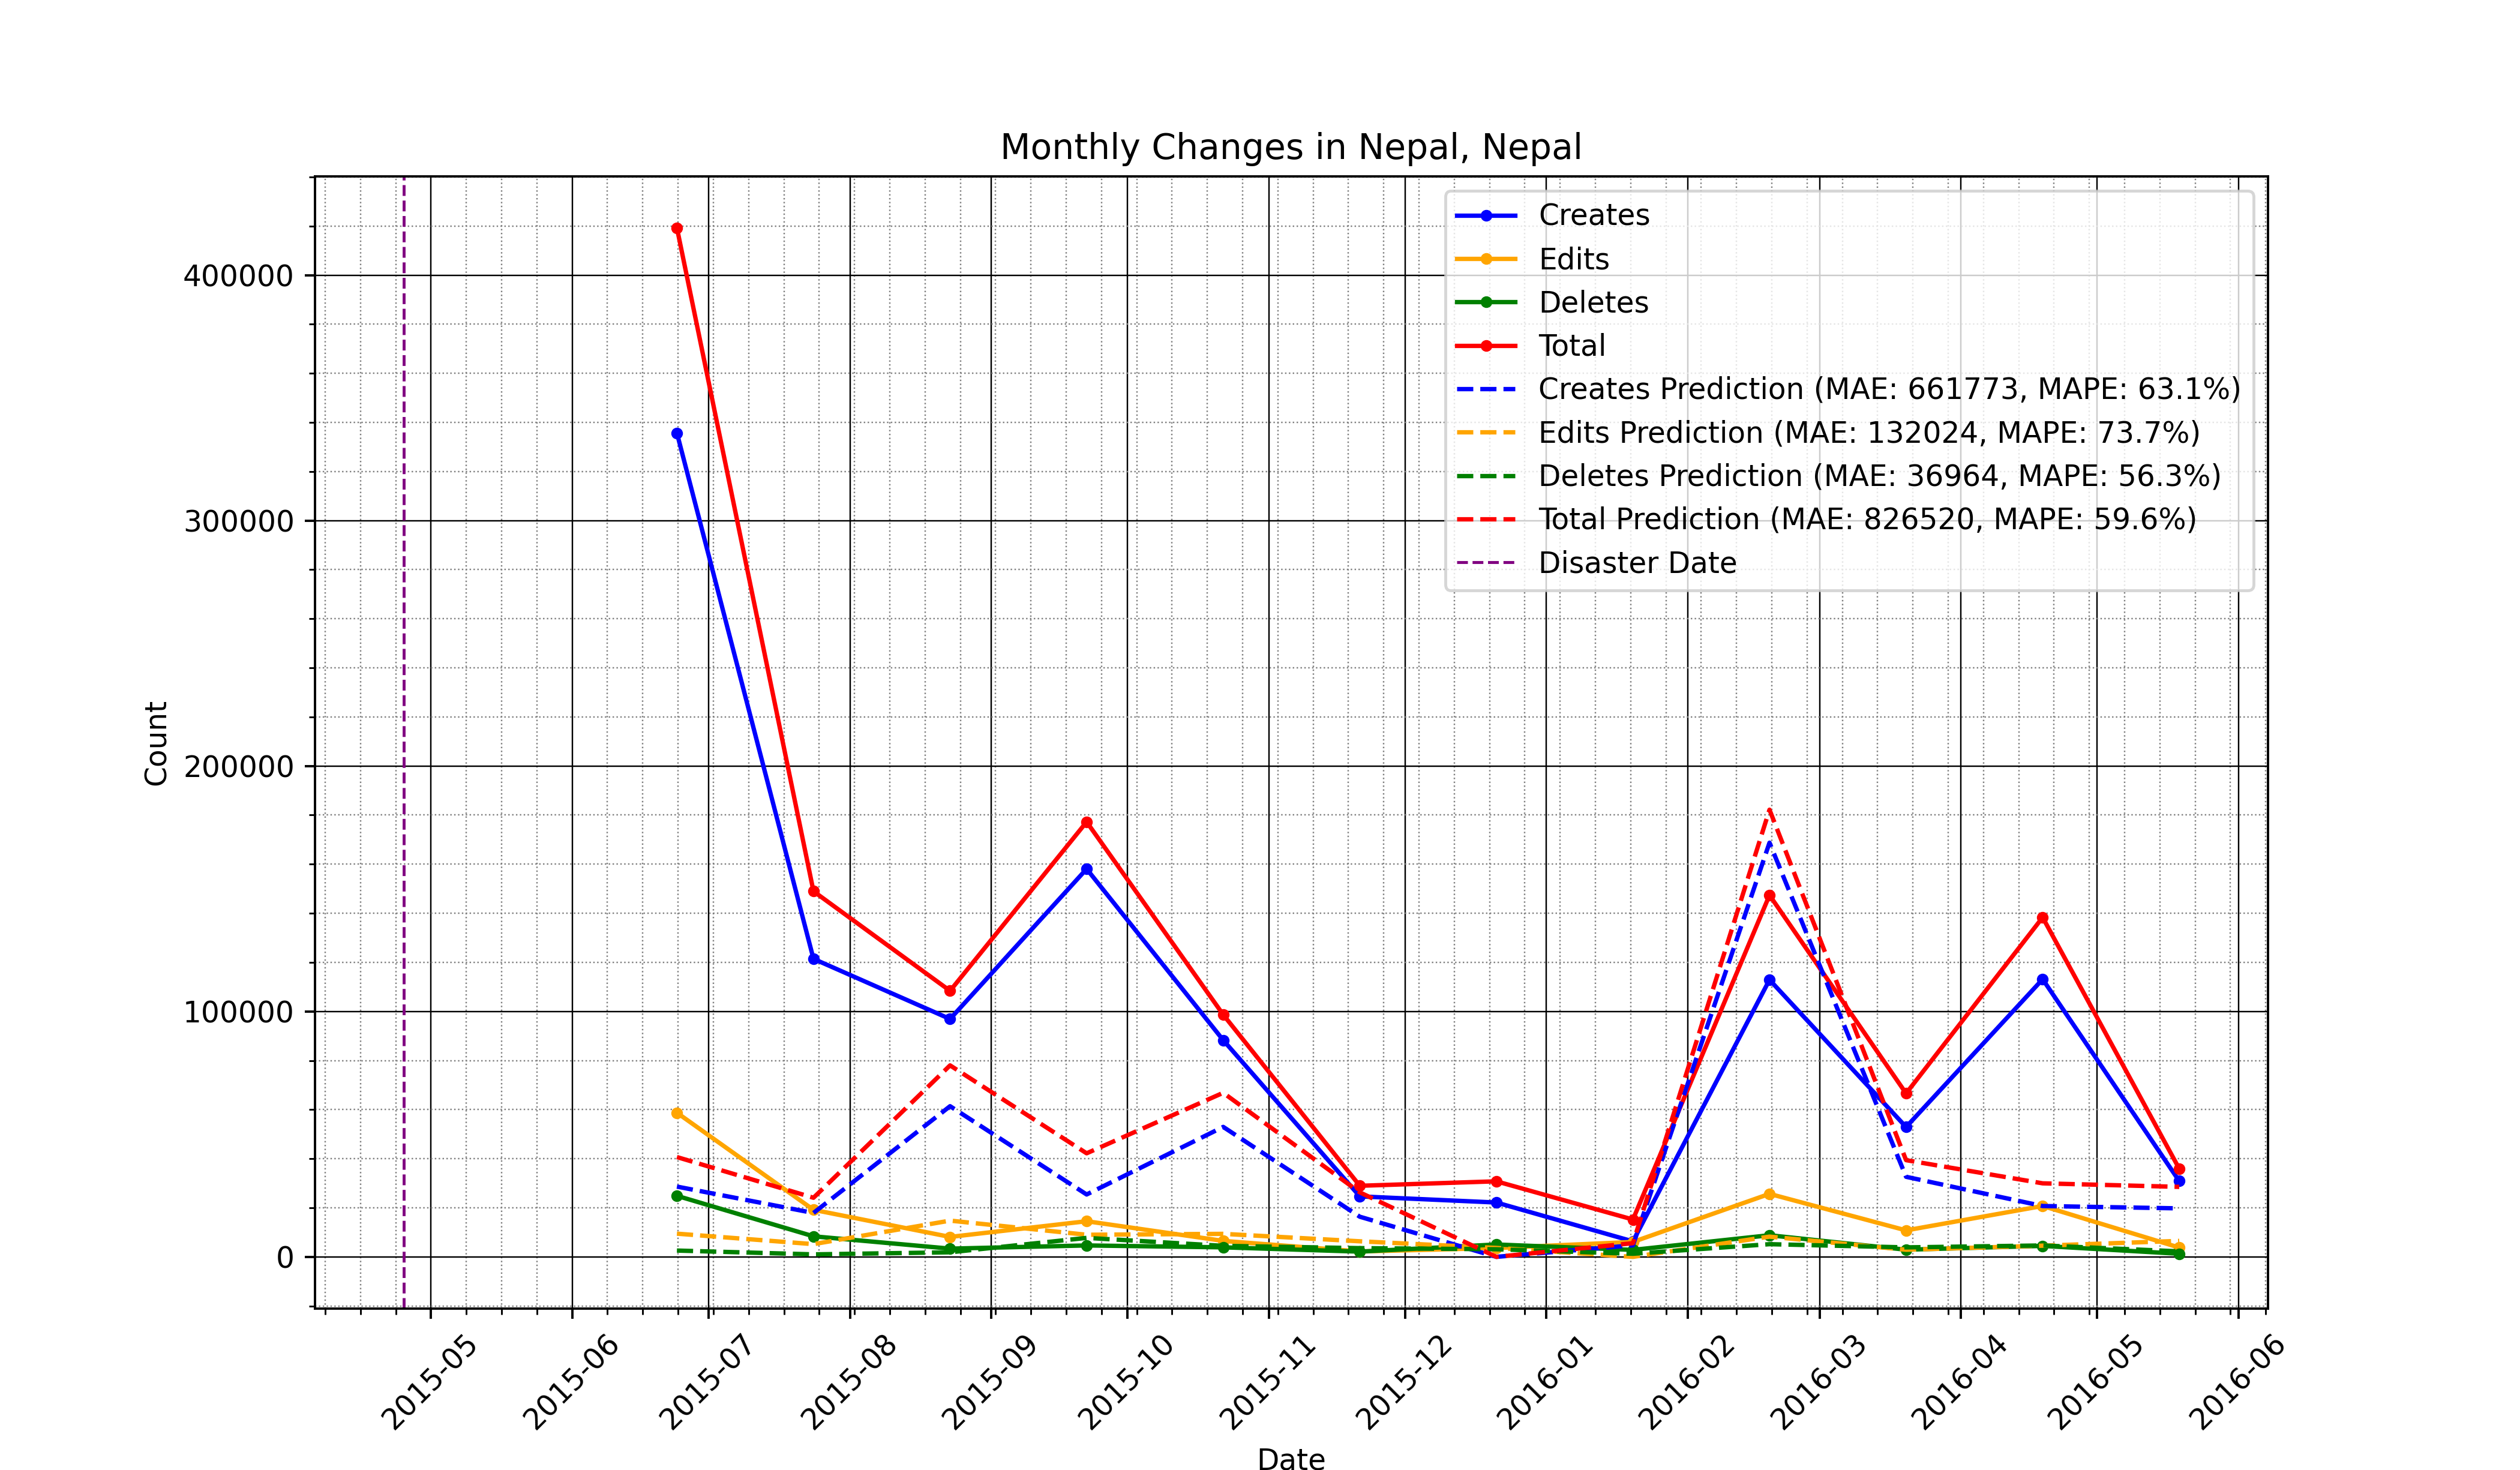 Monthly Changes in Nepal, Nepal
Creates
Edits
Deletes
Total
Creates Prediction (MAE: 661773, MAPE: 63.1%)
Edits Prediction (MAE: 132024, MAPE: 73.7%)
Deletes Prediction (MAE: 36964, MAPE: 56.3%)
Total Prediction (MAE: 826520, MAPE: 59.6%)
Disaster Date
400000
300000
200000
100000
0
Count
2015-05
2015-06
2015-07
2015-08
2015-09
2015-10
2015-11
2015-12
2016-01
2016-02
2016-03
2016-04
2016-05
2016-06
Date